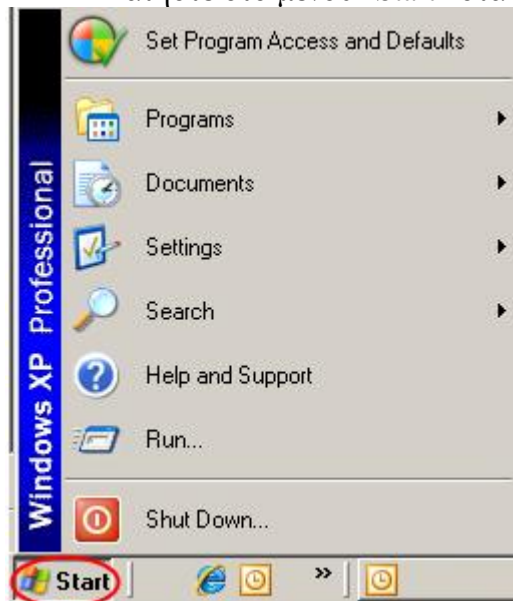 Set Program Access and Defaults
Programs
Documents
Settings
Search
Help and Support
Run...
Shut Down...
Windows XP Professional
Start
»